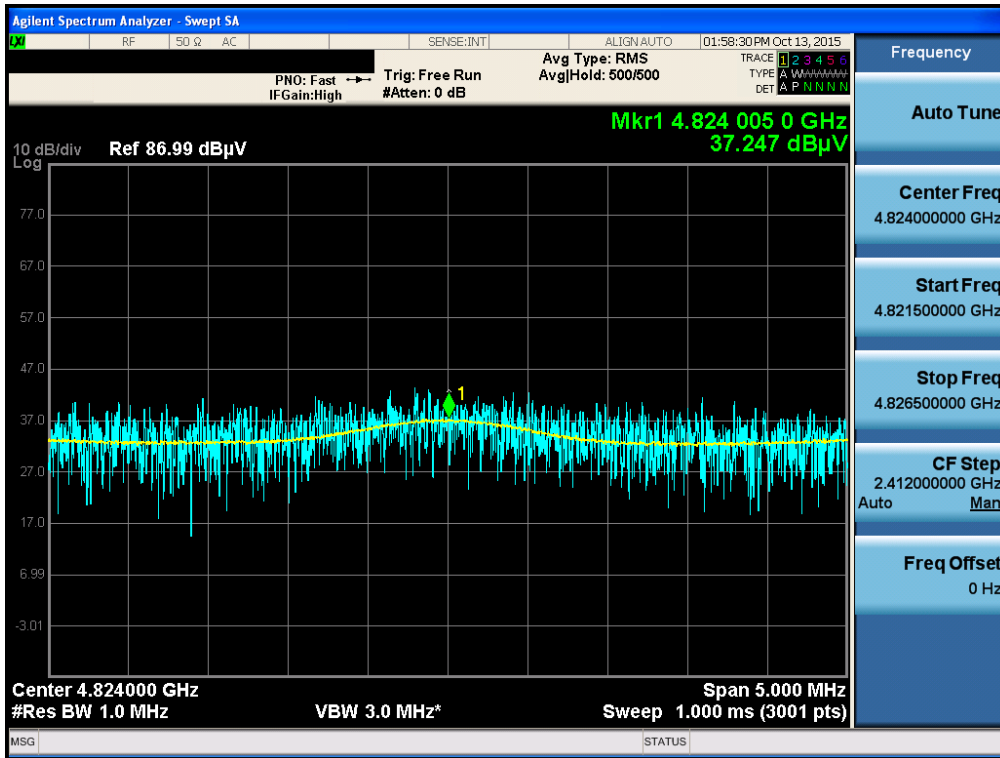 Agilent Spectrum Analyzer - Swept SA
LXI RF 50 Ω AC SENSE:INT ALIGN AUTO 01:58:30 PM Oct 13, 2015
PNO: Fast Trig: Free Run Avg Type: RMS TRACE 1 2 3 4 5 6
IFGain:High #Atten: 0 dB Avg|Hold: 500/500 TYPE A WWWWW
DET A P N N N N
Mkr1 4.824 005 0 GHz
37.247 dBµV
10 dB/div Ref 86.99 dBµV
Log
77.0
67.0
57.0
47.0
1
37.0
27.0
17.0
6.99
-3.01
Center 4.824000 GHz Span 5.000 MHz
#Res BW 1.0 MHz VBW 3.0 MHz* Sweep 1.000 ms (3001 pts)
MSG STATUS
Frequency
Auto Tune
Center Freq
4.824000000 GHz
Start Freq
4.821500000 GHz
Stop Freq
4.826500000 GHz
CF Step
2.412000000 GHz
Auto Man
Freq Offset
0 Hz